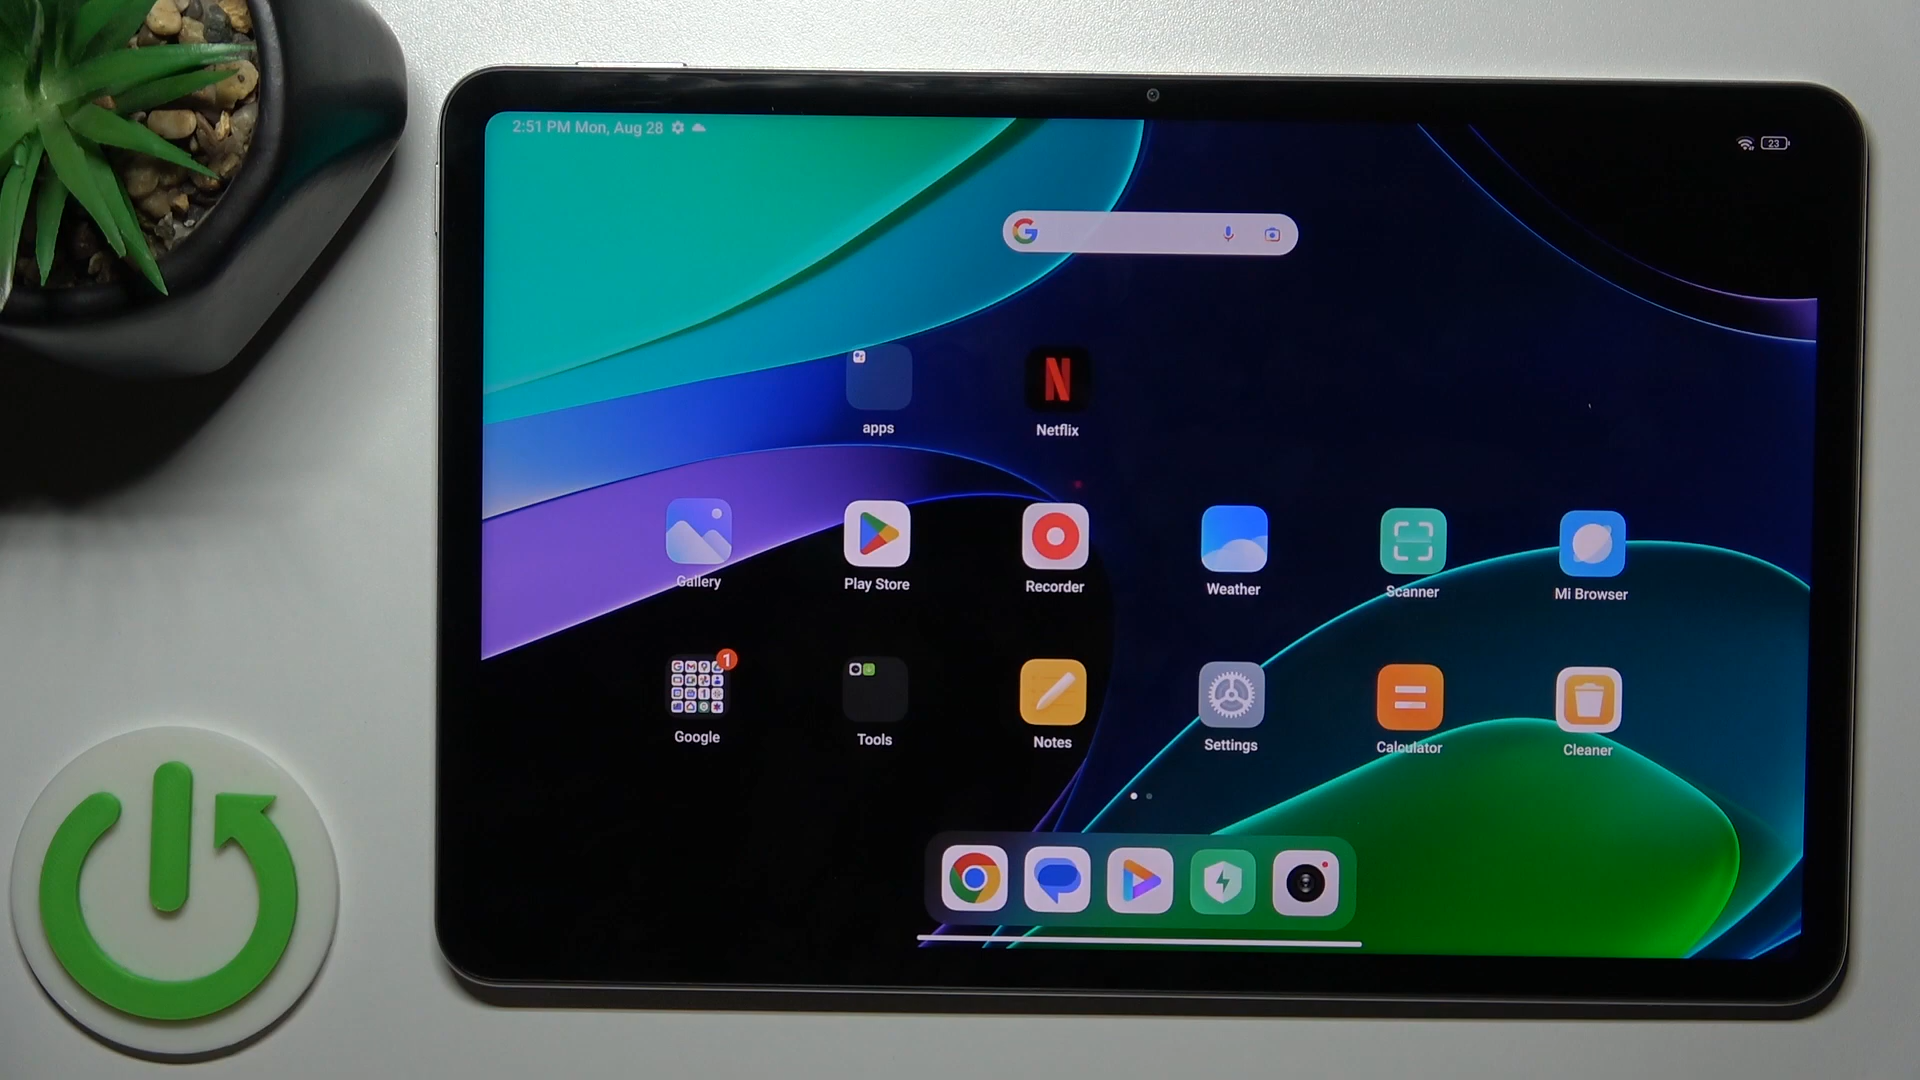 2:51 PM Mon, Aug 28
23
apps
Netflix
Gallery
Play Store
Recorder
Weather
Scanner
Mi Browser
1
Google
Tools
Notes
Settings
Calculator
Cleaner